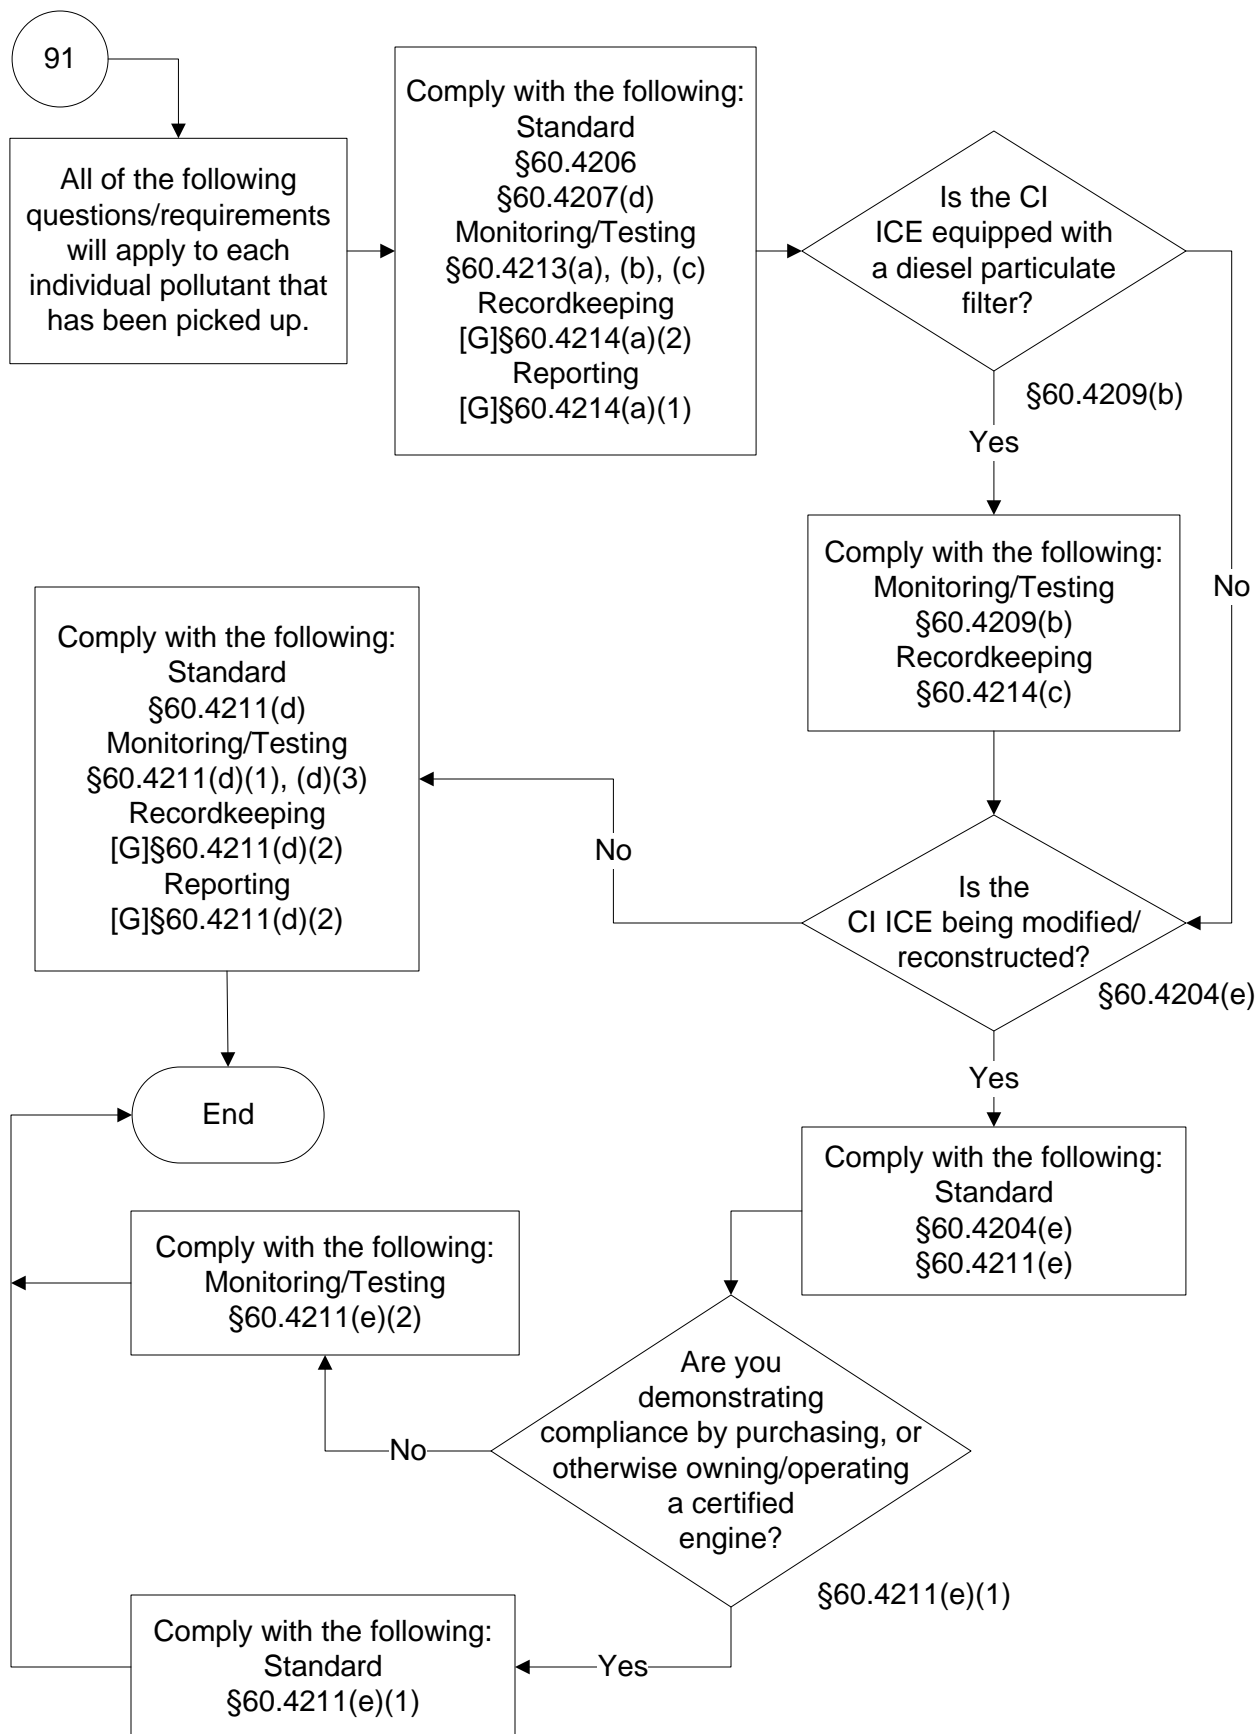 91
All of the following
questions/requirements
will apply to each
individual pollutant that
has been picked up.
Comply with the following:
Standard
§60.4206
§60.4207(d)
Monitoring/Testing
§60.4213(a), (b), (c)
Recordkeeping
[G]§60.4214(a)(2)
Reporting
[G]§60.4214(a)(1)
Is the CI
ICE equipped with
a diesel particulate
filter?
§60.4209(b)
Yes
No
Comply with the following:
Monitoring/Testing
§60.4209(b)
Recordkeeping
§60.4214(c)
Is the
CI ICE being modified/
reconstructed?
§60.4204(e)
No
Comply with the following:
Standard
§60.4211(d)
Monitoring/Testing
§60.4211(d)(1), (d)(3)
Recordkeeping
[G]§60.4211(d)(2)
Reporting
[G]§60.4211(d)(2)
End
Yes
Comply with the following:
Standard
§60.4204(e)
§60.4211(e)
Are you
demonstrating
compliance by purchasing, or
otherwise owning/operating
a certified
engine?
§60.4211(e)(1)
No
Comply with the following:
Monitoring/Testing
§60.4211(e)(2)
Yes
Comply with the following:
Standard
§60.4211(e)(1)